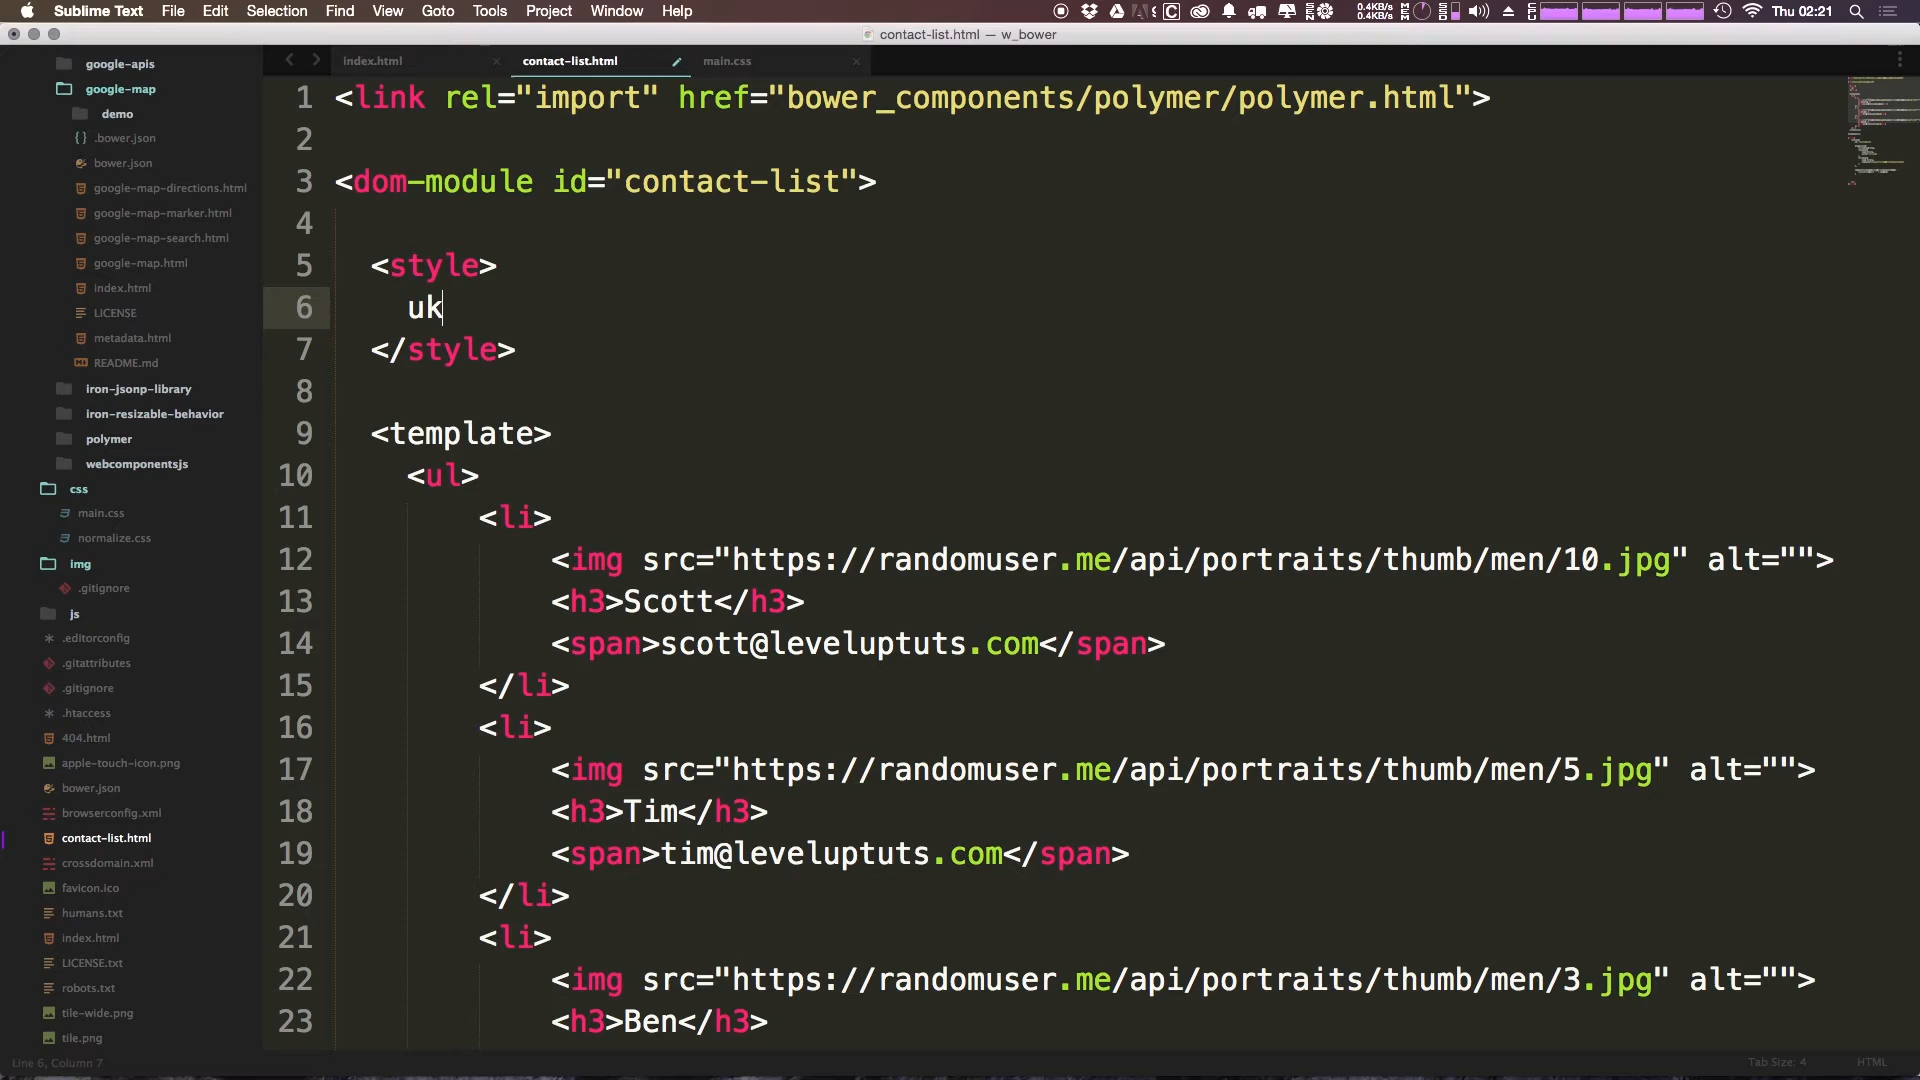 Sublime Text File Edit Selection Find View Goto Tools Project Window Help
0.4KB/s
0.4KB/s
Thu 02:21
contact-list.html — w_bower
index.html
contact-list.html
main.css
google-apis
google-map
demo
.bower.json
bower.json
google-map-directions.html
google-map-marker.html
google-map-search.html
google-map.html
index.html
LICENSE
metadata.html
README.md
iron-jsonp-library
iron-resizable-behavior
polymer
webcomponentsjs
css
main.css
normalize.css
img
.gitignore
js
.editorconfig
.gitattributes
.gitignore
.htaccess
404.html
apple-touch-icon.png
bower.json
browserconfig.xml
contact-list.html
crossdomain.xml
favicon.ico
humans.txt
index.html
LICENSE.txt
robots.txt
tile-wide.png
tile.png
1 <link rel="import" href="bower_components/polymer/polymer.html">
2
3 <dom-module id="contact-list">
4
5 <style>
6 uk
7 </style>
8
9 <template>
10 <ul>
11 <li>
12 <img src="https://randomuser.me/api/portraits/thumb/men/10.jpg" alt="">
13 <h3>Scott</h3>
14 <span>scott@leveluptuts.com</span>
15 </li>
16 <li>
17 <img src="https://randomuser.me/api/portraits/thumb/men/5.jpg" alt="">
18 <h3>Tim</h3>
19 <span>tim@leveluptuts.com</span>
20 </li>
21 <li>
22 <img src="https://randomuser.me/api/portraits/thumb/men/3.jpg" alt="">
23 <h3>Ben</h3>
Line 6, Column 7
Tab Size: 4
HTML